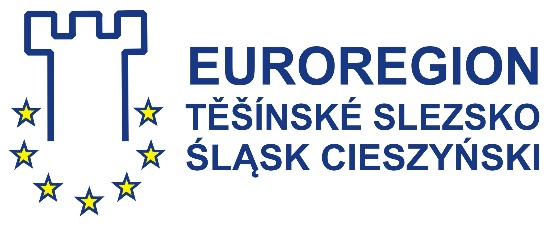 EUROREGION
TĚŠÍNSKÉ SLEZSKO
ŚLĄSK CIESZYŃSKI